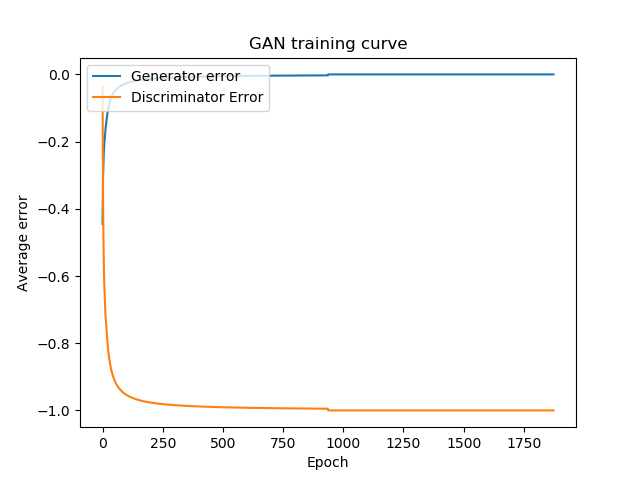 GAN training curve
Generator error
Discriminator Error
0.0
−0.2
−0.4
−0.6
−0.8
−1.0
Average error
0 250 500 750 1000 1250 1500 1750
Epoch